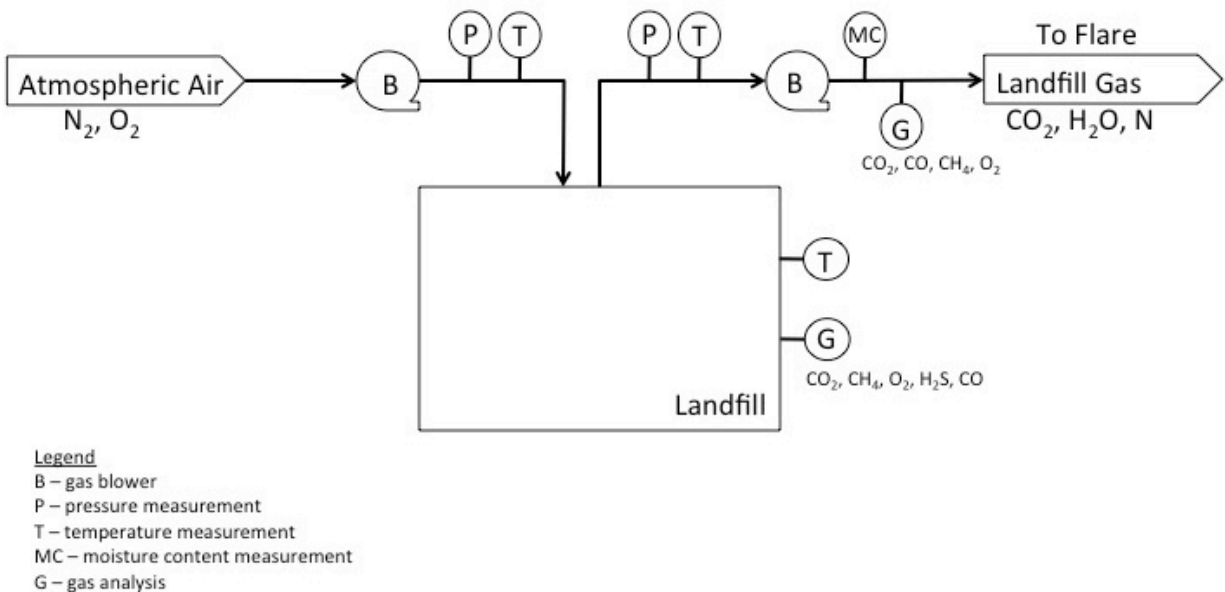 P
T
P
T
MC
To Flare
Atmospheric Air
B
B
Landfill Gas
N₂, O₂
G
CO₂, H₂O, N
CO₂, CO, CH₄, O₂
T
G
CO₂, CH₄, O₂, H₂S, CO
Landfill
Legend
B – gas blower
P – pressure measurement
T – temperature measurement
MC – moisture content measurement
G – gas analysis